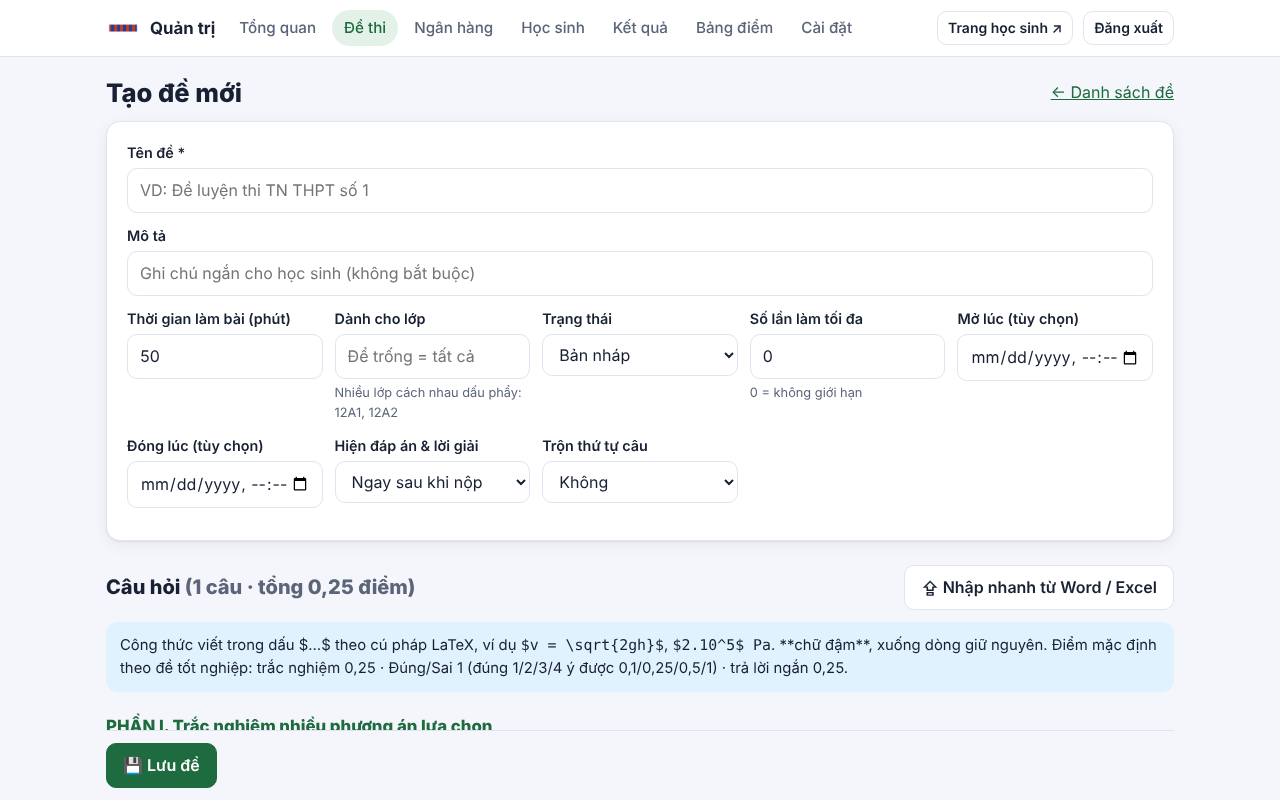 Quản trị Tổng quan Đề thi Ngân hàng Học sinh Kết quả Bảng điểm Cài đặt Trang học sinh ↗ Đăng xuất
Tạo đề mới ← Danh sách đề
Tên đề *
VD: Đề luyện thi TN THPT số 1
Mô tả
Ghi chú ngắn cho học sinh (không bắt buộc)
Thời gian làm bài (phút) Dành cho lớp Trạng thái Số lần làm tối đa Mở lúc (tùy chọn)
50 Để trống = tất cả Bản nháp 0 mm/dd/yyyy, --:--
Nhiều lớp cách nhau dấu phẩy: 0 = không giới hạn
12A1, 12A2
Đóng lúc (tùy chọn) Hiện đáp án & lời giải Trộn thứ tự câu
mm/dd/yyyy, --:-- Ngay sau khi nộp Không
Câu hỏi (1 câu · tổng 0,25 điểm) ⇪ Nhập nhanh từ Word / Excel
Công thức viết trong dấu $...$ theo cú pháp LaTeX, ví dụ $v = \sqrt{2gh}$, $2.10^5$ Pa. **chữ đậm**, xuống dòng giữ nguyên. Điểm mặc định
theo đề tốt nghiệp: trắc nghiệm 0,25 · Đúng/Sai 1 (đúng 1/2/3/4 ý được 0,1/0,25/0,5/1) · trả lời ngắn 0,25.
PHẦN I. Trắc nghiệm nhiều phương án lựa chọn
💾 Lưu đề